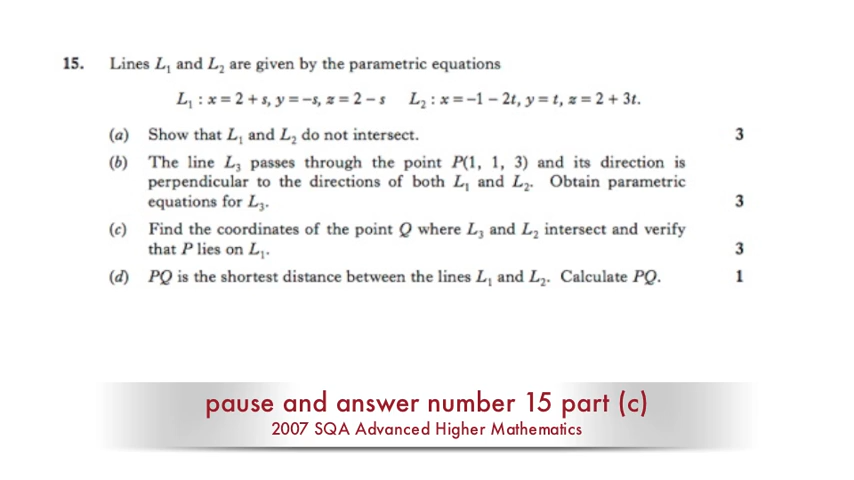 15. Lines L₁ and L₂ are given by the parametric equations
L₁ : x = 2 + s, y = –s, z = 2 – s L₂ : x = –1 – 2t, y = t, z = 2 + 3t.
(a) Show that L₁ and L₂ do not intersect. 3
(b) The line L₃ passes through the point P(1, 1, 3) and its direction is
perpendicular to the directions of both L₁ and L₂. Obtain parametric
equations for L₃. 3
(c) Find the coordinates of the point Q where L₃ and L₂ intersect and verify
that P lies on L₁. 3
(d) PQ is the shortest distance between the lines L₁ and L₂. Calculate PQ. 1
pause and answer number 15 part (c)
2007 SQA Advanced Higher Mathematics